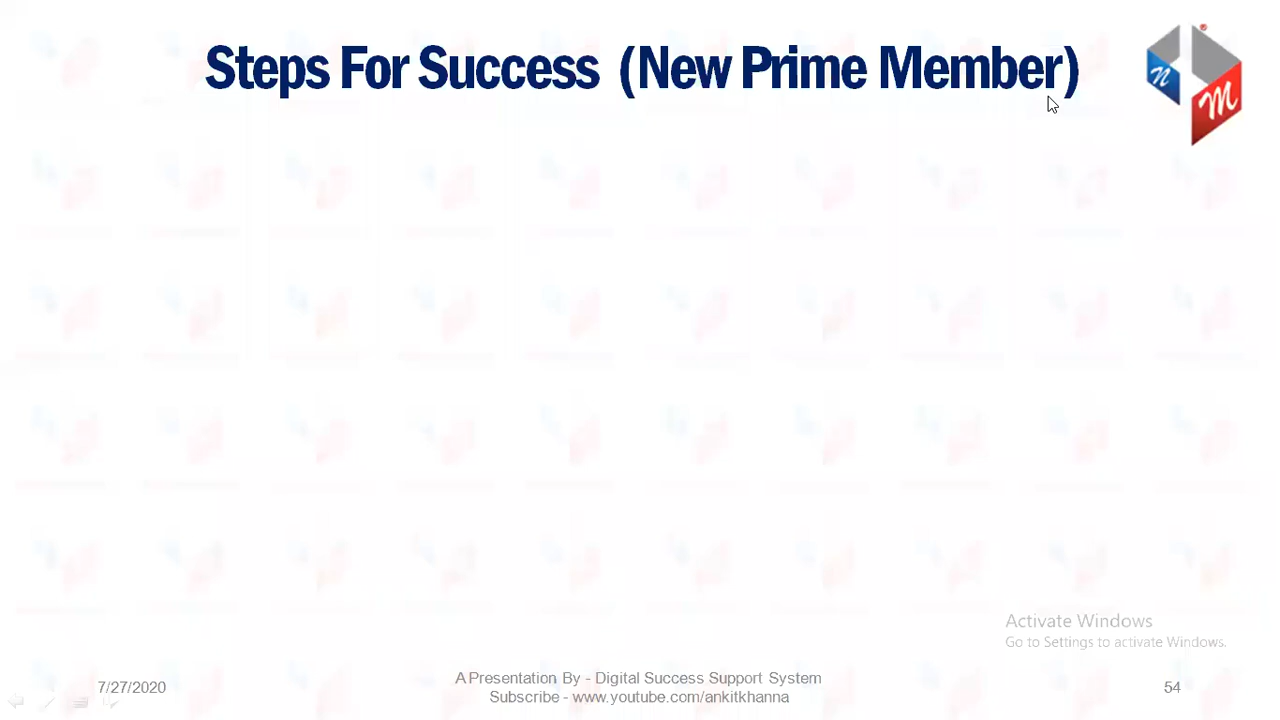 Steps For Success (New Prime Member)
n
m
Activate Windows
Go to Settings to activate Windows.
7/27/2020
A Presentation By - Digital Success Support System
Subscribe - www.youtube.com/ankitkhanna
54